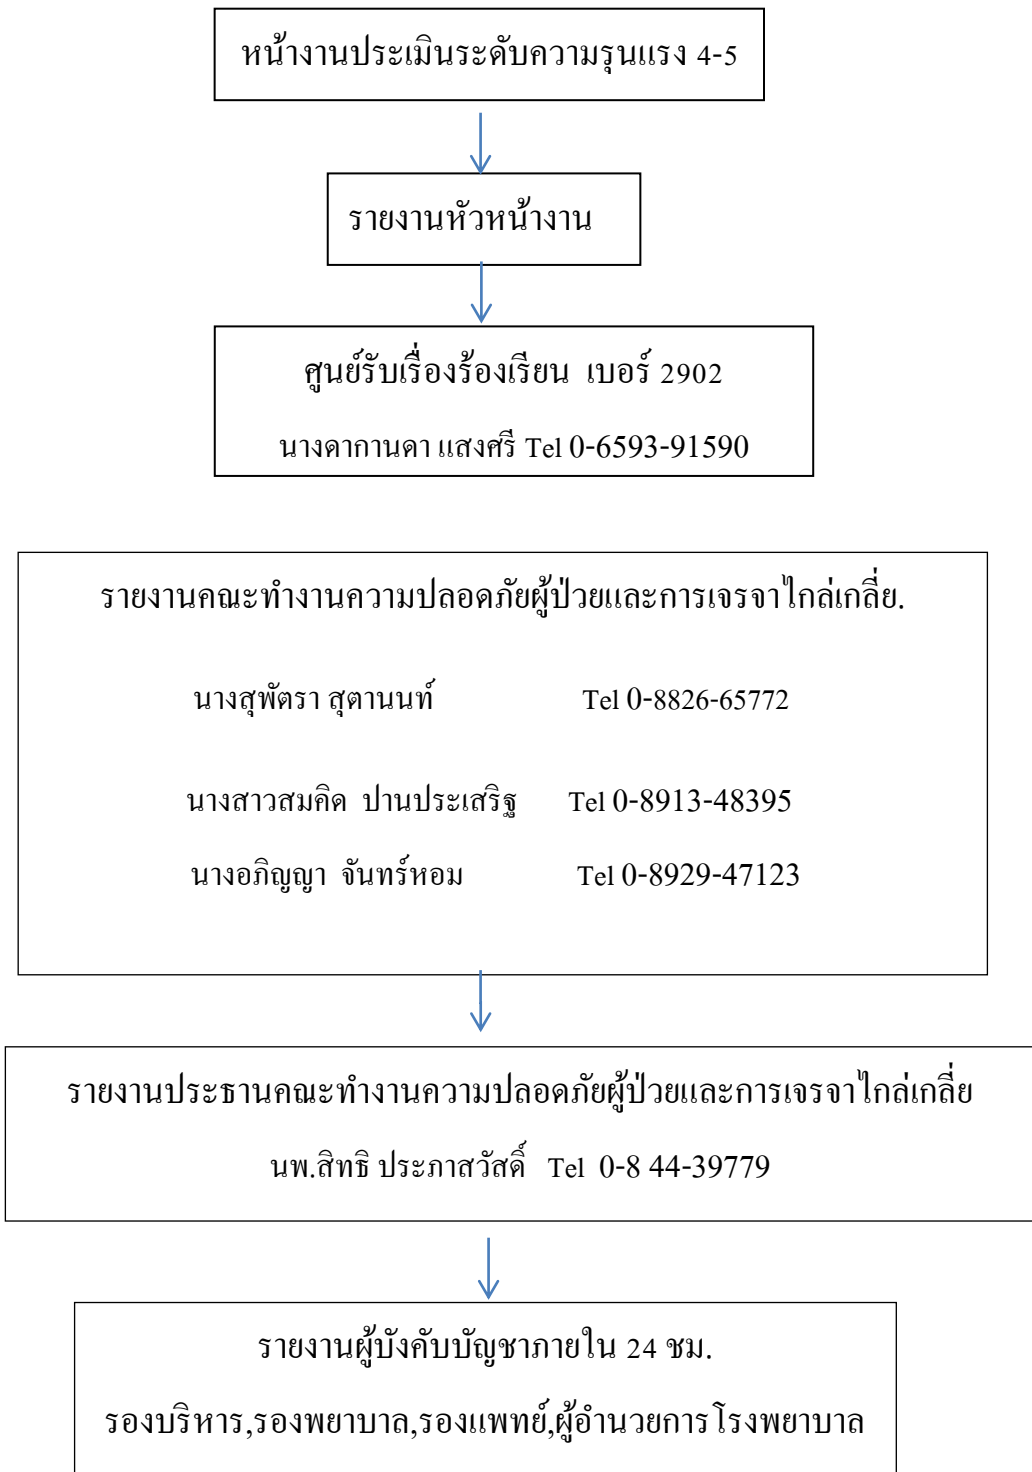 หน้างานประเมินระดับความรุนแรง 4-5
รายงานหัวหน้างาน
ศูนย์รับเรื่องร้องเรียน เบอร์ 2902
นางดากานดา แสงศรี Tel 0-6593-91590
รายงานคณะทำงานความปลอดภัยผู้ป่วยและการเจรจาไกล่เกลี่ย.
นางสุพัตรา สุตานนท์ Tel 0-8826-65772
นางสาวสมคิด ปานประเสริฐ Tel 0-8913-48395
นางอภิญญา จันทร์หอม Tel 0-8929-47123
รายงานประธานคณะทำงานความปลอดภัยผู้ป่วยและการเจรจาไกล่เกลี่ย
นพ.สิทธิ ประภาสวัสดิ์ Tel 0-8 44-39779
รายงานผู้บังคับบัญชาภายใน 24 ชม.
รองบริหาร,รองพยาบาล,รองแพทย์,ผู้อำนวยการโรงพยาบาล